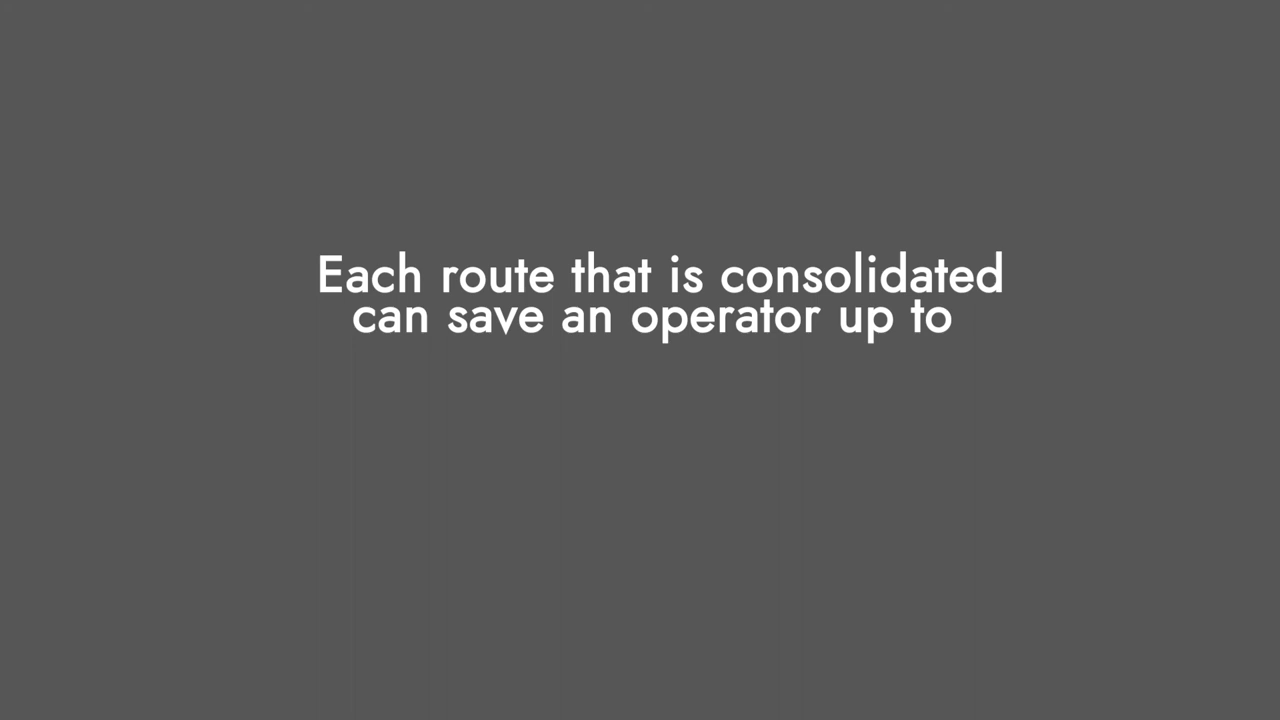 Each route that is consolidated
can save an operator up to